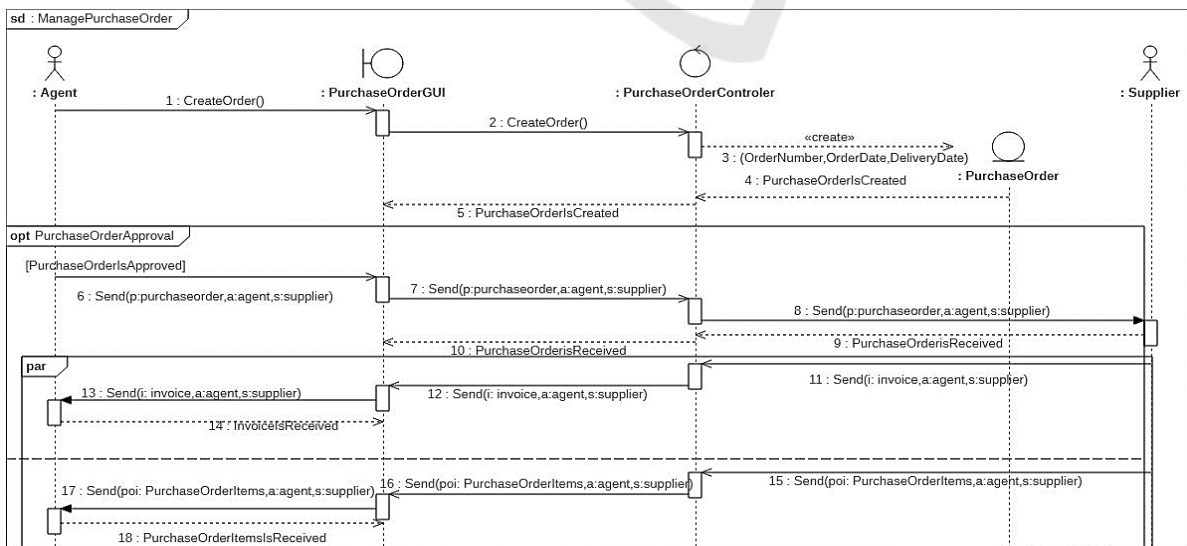 sd : ManagePurchaseOrder
: Agent
: PurchaseOrderGUI
: PurchaseOrderControler
: Supplier
1 : CreateOrder()
2 : CreateOrder()
«create»
3 : (OrderNumber,OrderDate,DeliveryDate)
: PurchaseOrder
4 : PurchaseOrderIsCreated
5 : PurchaseOrderIsCreated
opt PurchaseOrderApproval
[PurchaseOrderIsApproved]
6 : Send(p:purchaseorder,a:agent,s:supplier)
7 : Send(p:purchaseorder,a:agent,s:supplier)
8 : Send(p:purchaseorder,a:agent,s:supplier)
9 : PurchaseOrderisReceived
10 : PurchaseOrderisReceived
par
11 : Send(i: invoice,a:agent,s:supplier)
12 : Send(i: invoice,a:agent,s:supplier)
13 : Send(i: invoice,a:agent,s:supplier)
14 : InvoiceIsReceived
15 : Send(poi: PurchaseOrderItems,a:agent,s:supplier)
16 : Send(poi: PurchaseOrderItems,a:agent,s:supplier)
17 : Send(poi: PurchaseOrderItems,a:agent,s:supplier)
18 : PurchaseOrderItemsIsReceived